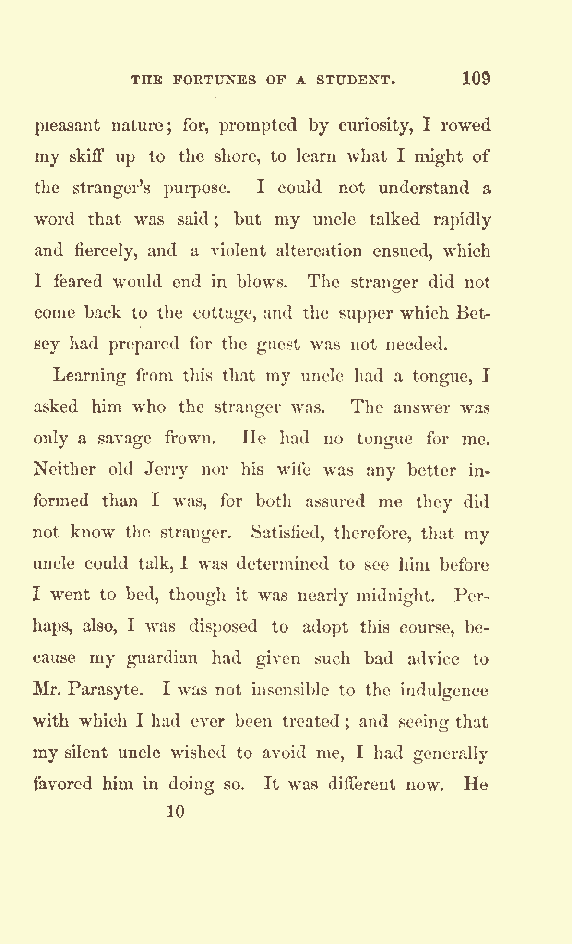 THE FORTUNES OF A STUDENT. 109
pleasant nature; for, prompted by curiosity, I rowed
my skiff up to the shore, to learn what I might of
the stranger's purpose. I could not understand a
word that was said; but my uncle talked rapidly
and fiercely, and a violent altercation ensued, which
I feared would end in blows. The stranger did not
come back to the cottage, and the supper which Bet-
sey had prepared for the guest was not needed.
Learning from this that my uncle had a tongue, I
asked him who the stranger was. The answer was
only a savage frown. He had no tongue for me.
Neither old Jerry nor his wife was any better in-
formed than I was, for both assured me they did
not know the stranger. Satisfied, therefore, that my
uncle could talk, I was determined to see him before
I went to bed, though it was nearly midnight. Per-
haps, also, I was disposed to adopt this course, be-
cause my guardian had given such bad advice to
Mr. Parasyte. I was not insensible to the indulgence
with which I had ever been treated; and seeing that
my silent uncle wished to avoid me, I had generally
favored him in doing so. It was different now. He
10